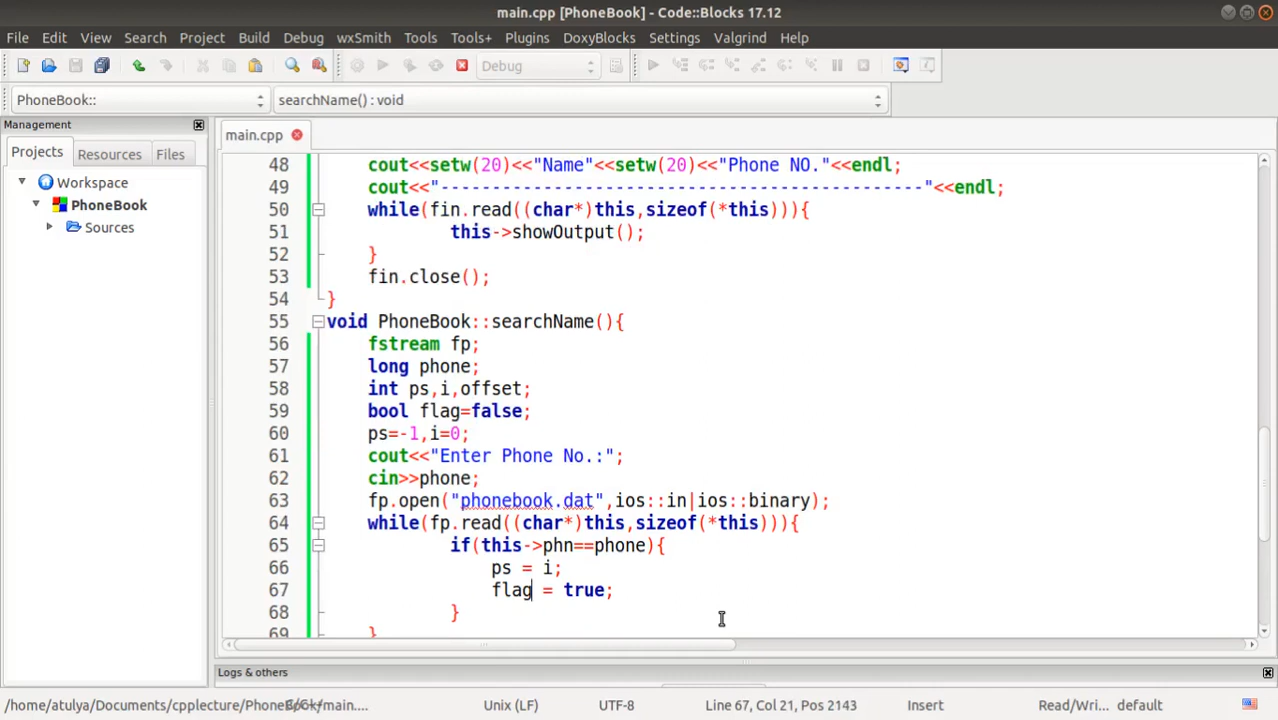 main.cpp [PhoneBook] - Code::Blocks 17.12
File Edit View Search Project Build Debug wxSmith Tools Tools+ Plugins DoxyBlocks Settings Valgrind Help
Debug
PhoneBook:: searchName() : void
Management
main.cpp
Projects Resources Files
Workspace
PhoneBook
Sources
48 cout<<setw(20)<<"Name"<<setw(20)<<"Phone NO."<<endl;
49 cout<<"-----------------------------------------------"<<endl;
50 while(fin.read((char*)this,sizeof(*this))){
51 this->showOutput();
52 }
53 fin.close();
54 }
55 void PhoneBook::searchName(){
56 fstream fp;
57 long phone;
58 int ps,i,offset;
59 bool flag=false;
60 ps=-1,i=0;
61 cout<<"Enter Phone No.:";
62 cin>>phone;
63 fp.open("phonebook.dat",ios::in|ios::binary);
64 while(fp.read((char*)this,sizeof(*this))){
65 if(this->phn==phone){
66 ps = i;
67 flag = true;
68 }
69 }
Logs & others
/home/atulya/Documents/cpplecture/PhoneBook/main.... Unix (LF) UTF-8 Line 67, Col 21, Pos 2143 Insert Read/Wri... default